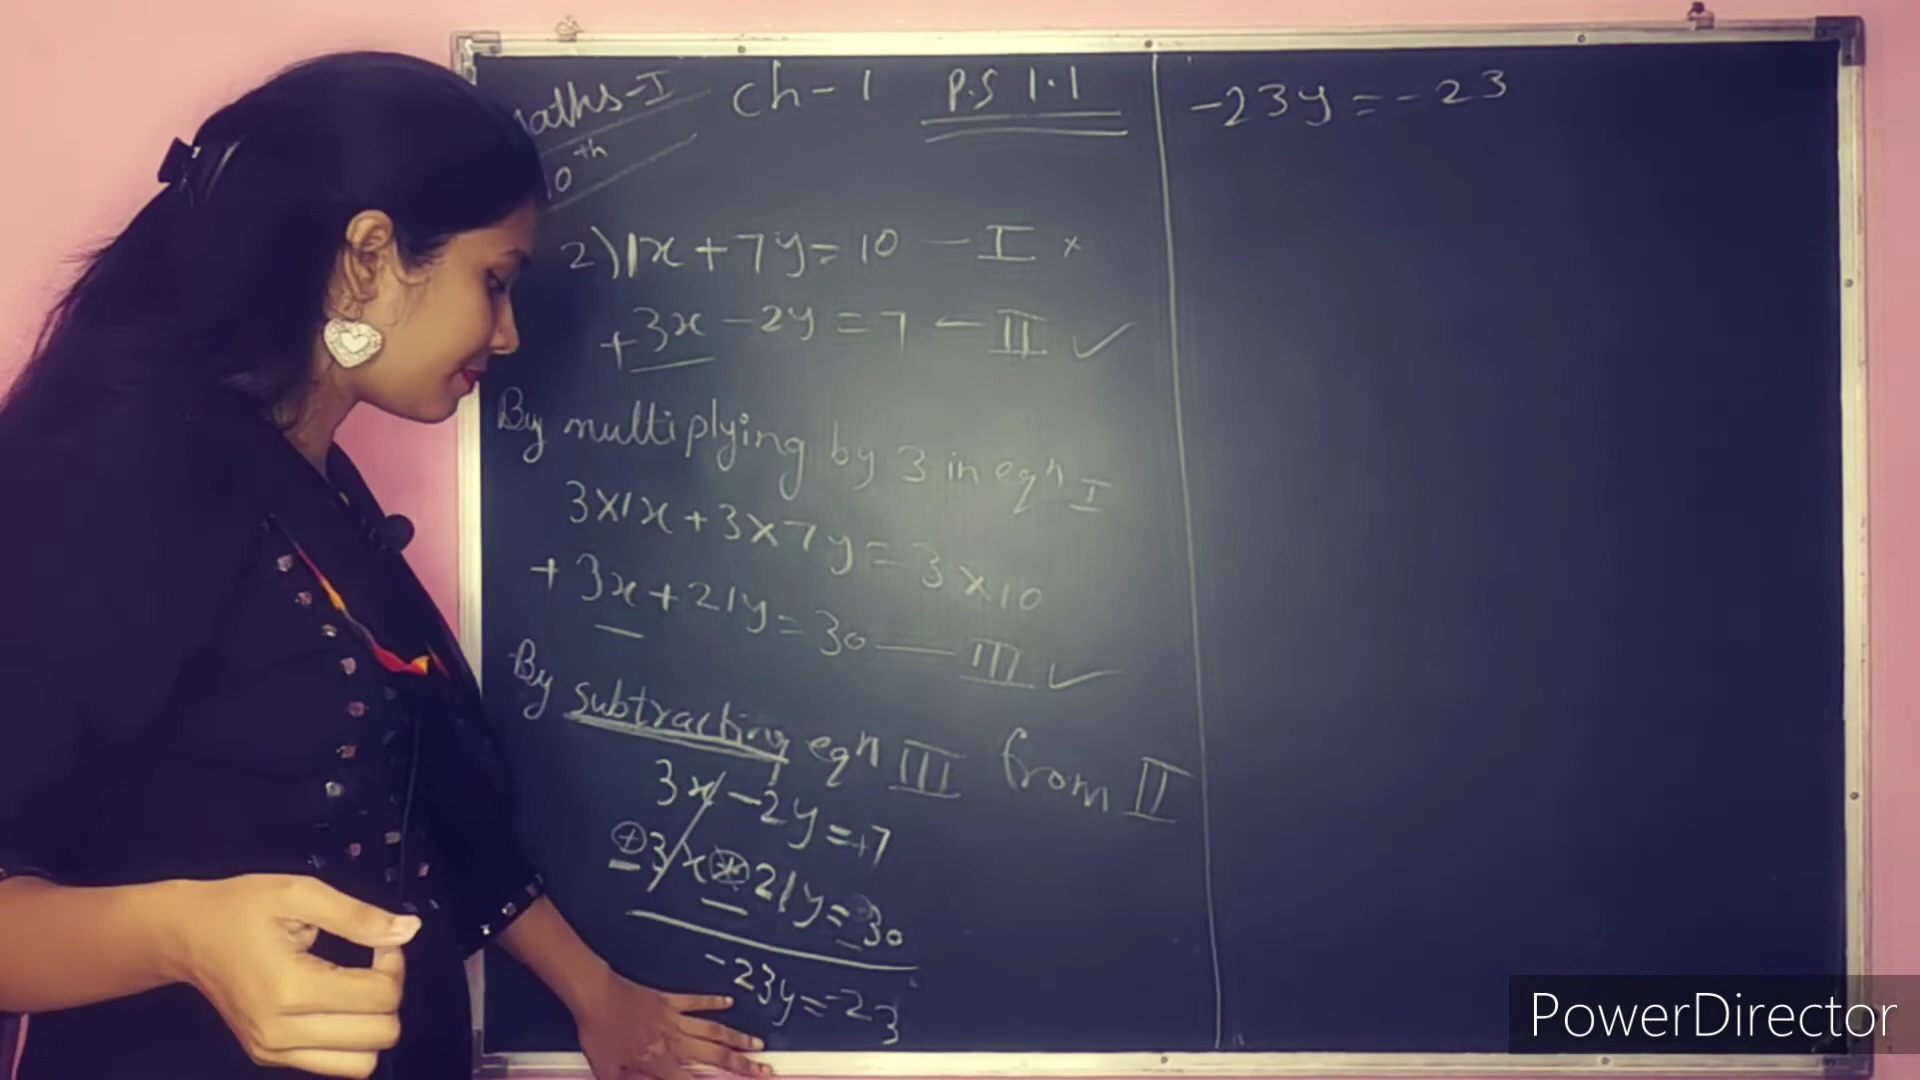 Maths-I Ch-1 P.S 1.1
10th
2) 1x + 7y = 10 — I ×
+ 3x - 2y = 7 — II ✓
By multiplying by 3 in eqn I
3×1x + 3×7y = 3×10
+ 3x + 21y = 30 — III ✓
By subtracting eqn III from II
3x - 2y = +7
+3x + 21y = 30
- - -
-23y = -23
-23y = -23
PowerDirector